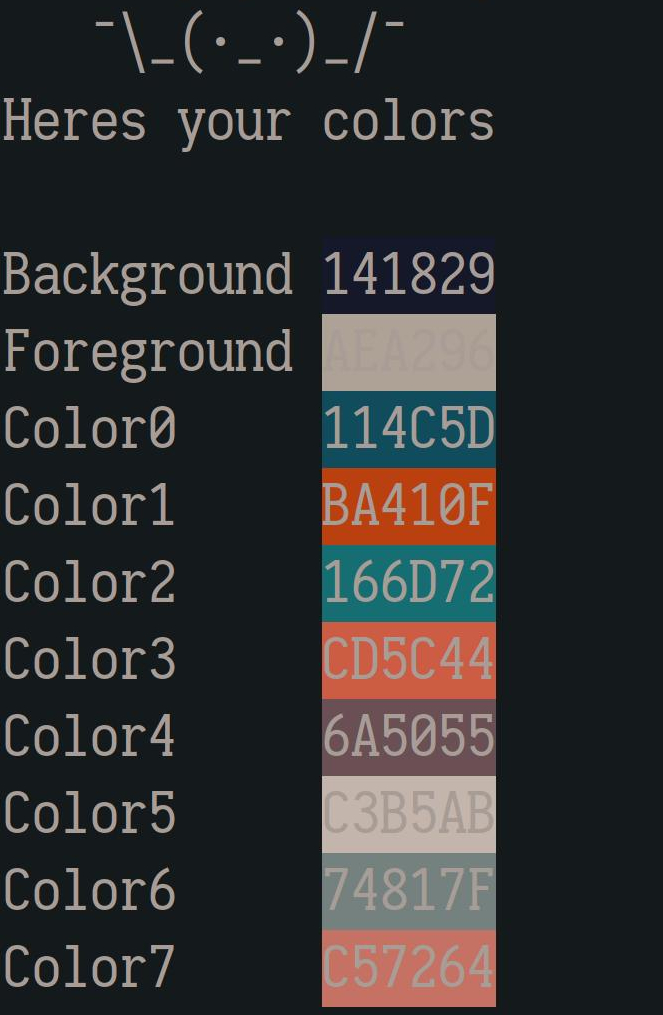 ¯\_(·_·)_/¯
Heres your colors
Background 141829
Foreground AEA296
Color0 114C5D
Color1 BA410F
Color2 166D72
Color3 CD5C44
Color4 6A5055
Color5 C3B5AB
Color6 74817F
Color7 C57264